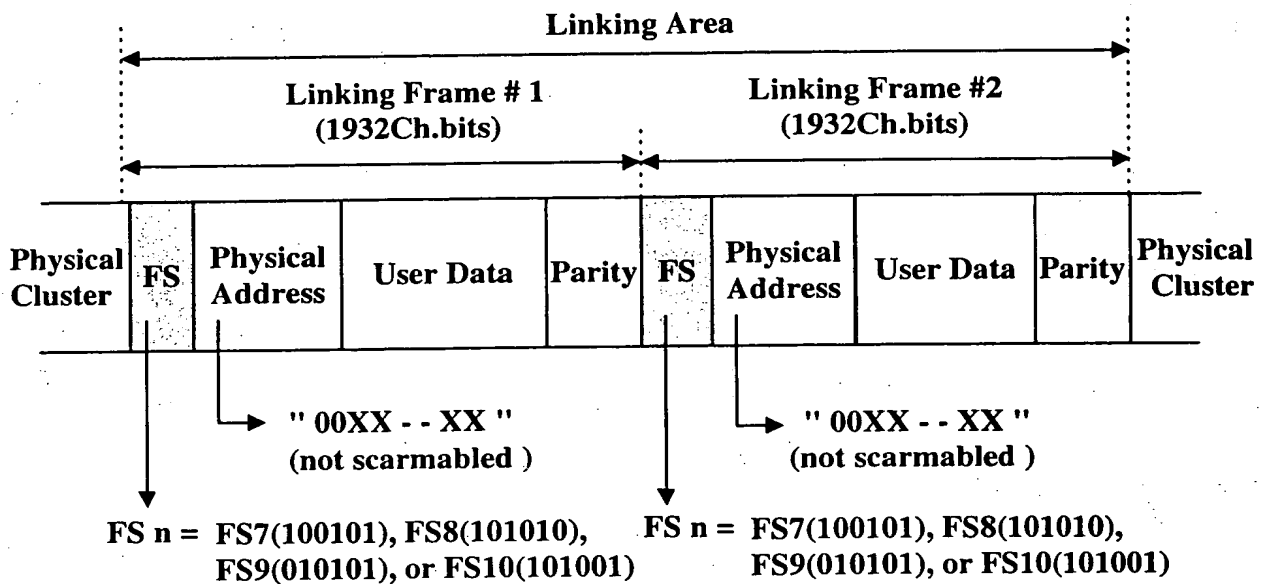 Linking Area
Linking Frame # 1
(1932Ch.bits)
Linking Frame #2
(1932Ch.bits)
Physical
Cluster
FS
Physical
Address
User Data
Parity
FS
Physical
Address
User Data
Parity
Physical
Cluster
" 00XX - - XX "
(not scarmabled )
" 00XX - - XX "
(not scarmabled )
FS n = FS7(100101), FS8(101010),
FS9(010101), or FS10(101001)
FS n = FS7(100101), FS8(101010),
FS9(010101), or FS10(101001)